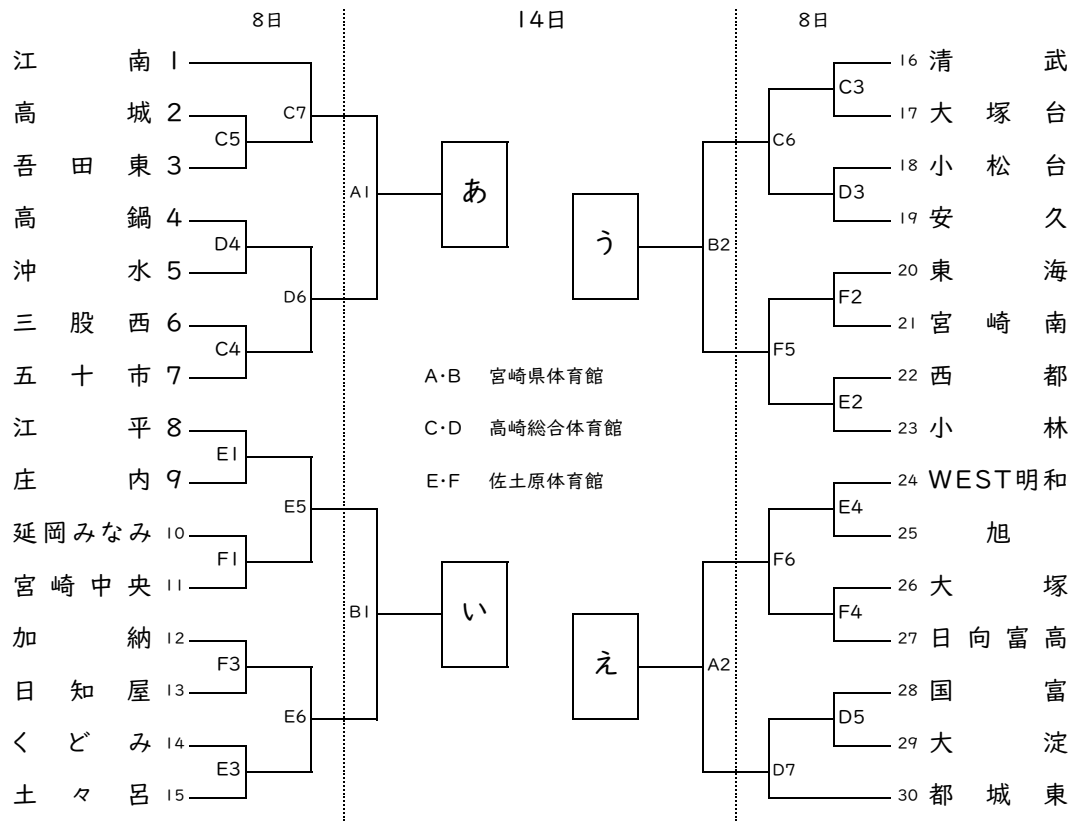 8日 14日 8日
江南 1
16 清武
C3
高城 2
C7
17 大塚台
C5
C6
吾田東 3
18 小松台
A1
あ
D3
高鍋 4
19 安久
D4
う
B2
沖水 5
20 東海
D6
F2
三股西 6
21 宮崎南
C4
F5
五十市 7
A・B 宮崎県体育館
22 西都
E2
江平 8
C・D 高崎総合体育館
23 小林
E1
庄内 9
E・F 佐土原体育館
24 WEST明和
E5
E4
延岡みなみ 10
25 旭
F1
F6
宮崎中央 11
26 大塚
B1
い
F4
加納 12
27 日向富高
F3
え
A2
日知屋 13
28 国富
E6
D5
くどみ 14
29 大淀
E3
D7
土々呂 15
30 都城東